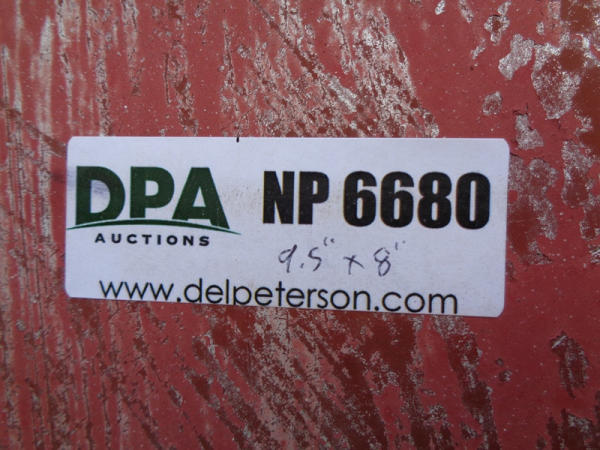 DPA NP 6680
AUCTIONS
9.5" x 8"
www.delpeterson.com